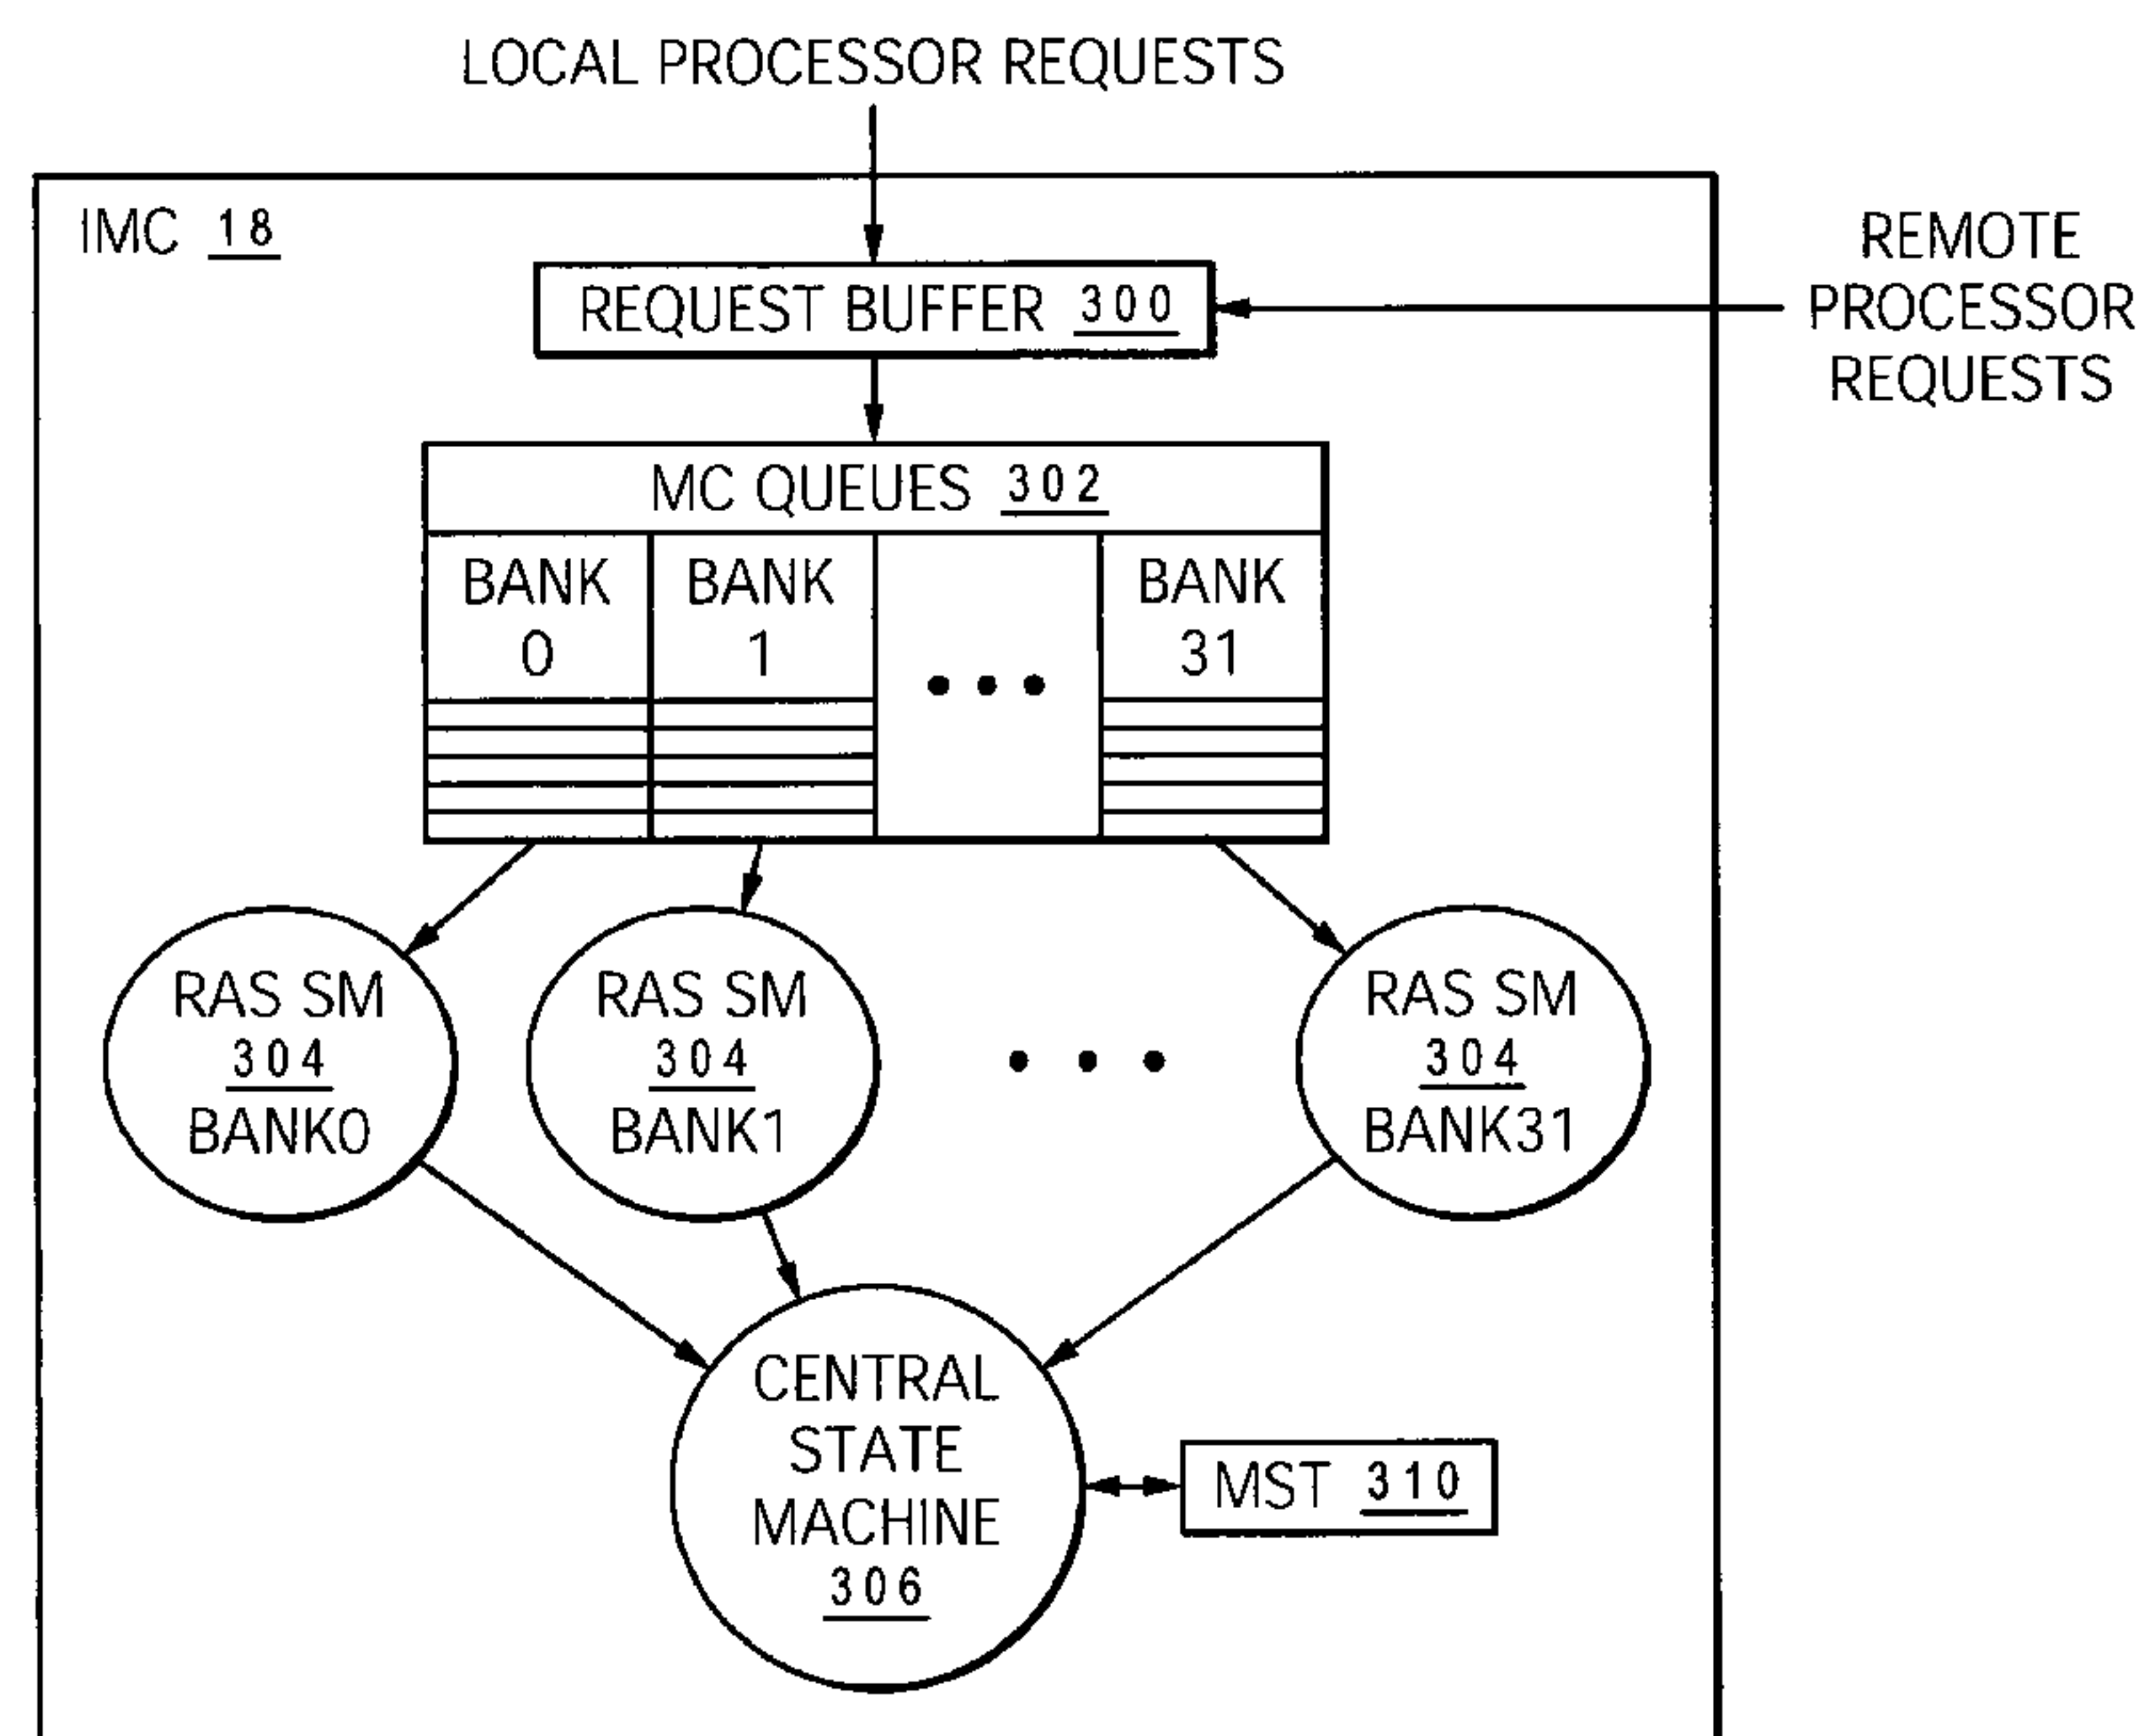 LOCAL PROCESSOR REQUESTS
IMC 18
REMOTE
PROCESSOR
REQUESTS
REQUEST BUFFER 300
MC QUEUES 302
BANK
0
BANK
1
BANK
31
RAS SM
304
BANK0
RAS SM
304
BANK1
RAS SM
304
BANK31
CENTRAL
STATE
MACHINE
306
MST 310